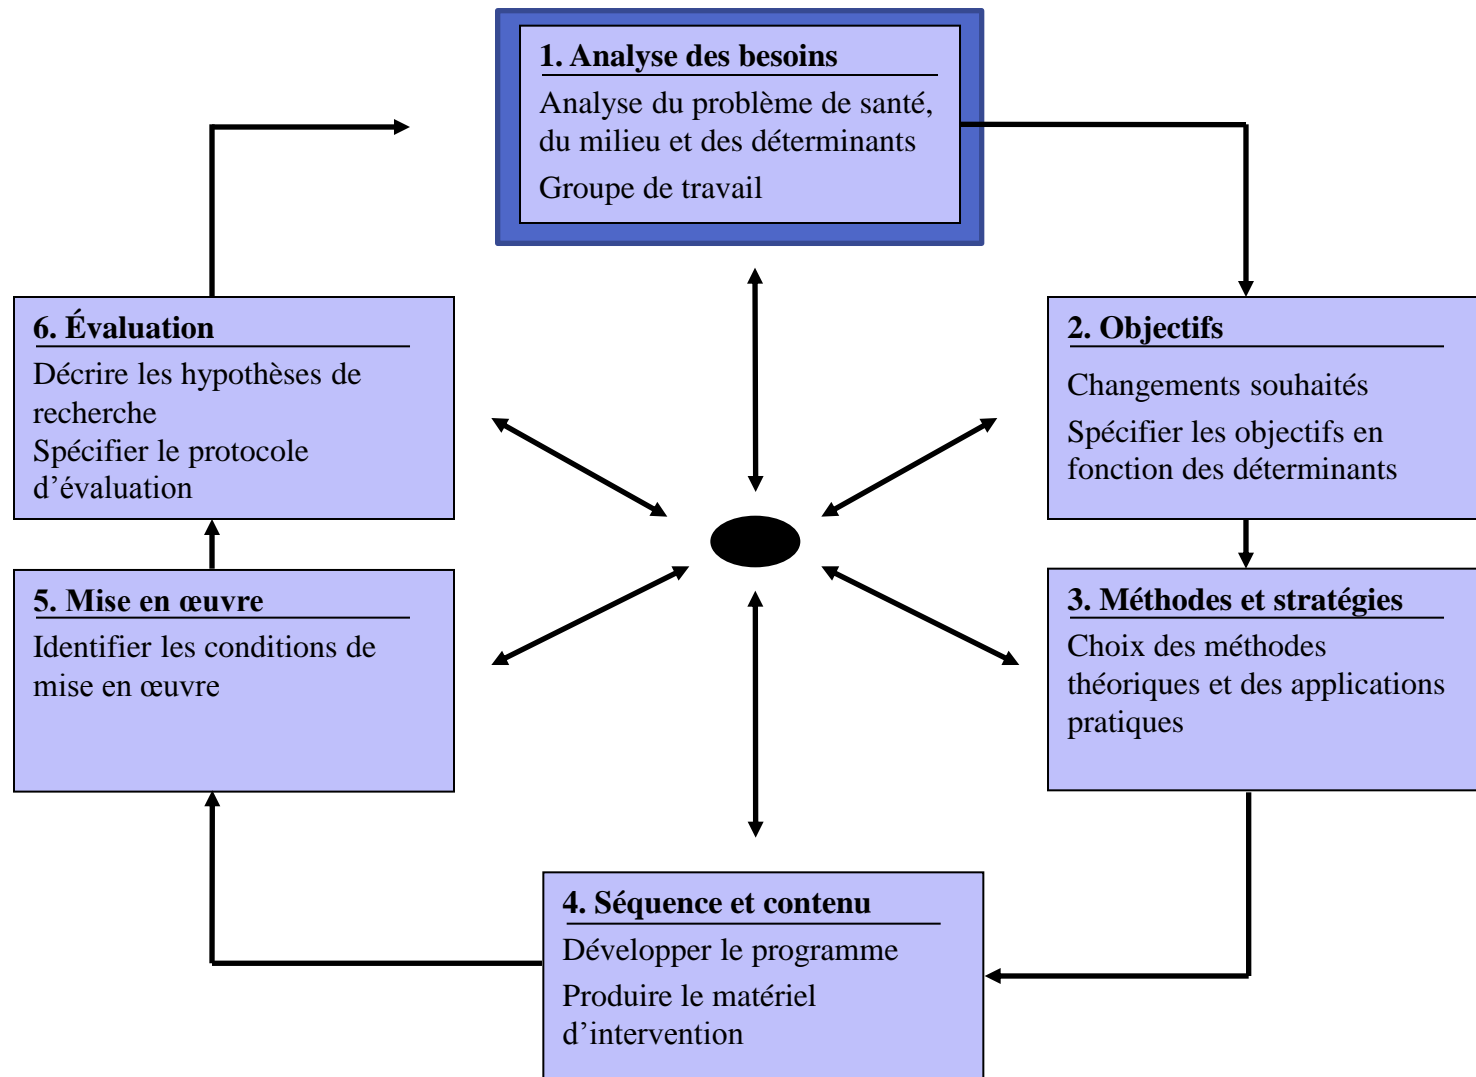 1. Analyse des besoins
Analyse du problème de santé,
du milieu et des déterminants
Groupe de travail
2. Objectifs
Changements souhaités
Spécifier les objectifs en
fonction des déterminants
3. Méthodes et stratégies
Choix des méthodes
théoriques et des applications
pratiques
4. Séquence et contenu
Développer le programme
Produire le matériel
d’intervention
5. Mise en œuvre
Identifier les conditions de
mise en œuvre
6. Évaluation
Décrire les hypothèses de
recherche
Spécifier le protocole
d’évaluation